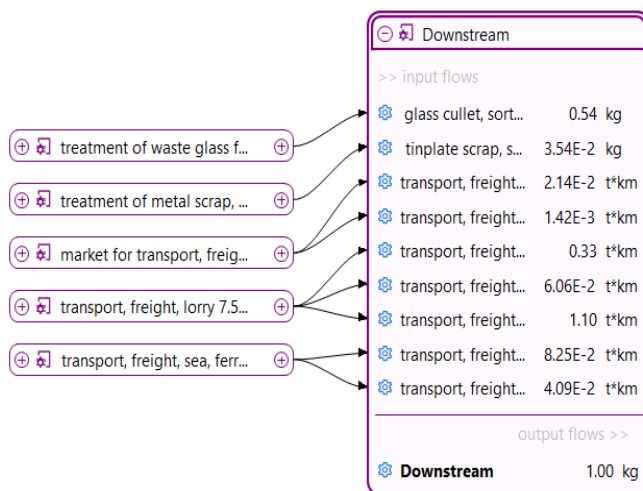 Downstream
>> input flows
glass cullet, sort... 0.54 kg
treatment of waste glass f...
tinplate scrap, s... 3.54E-2 kg
transport, freight... 2.14E-2 t*km
treatment of metal scrap, ...
transport, freight... 1.42E-3 t*km
market for transport, freig...
transport, freight... 0.33 t*km
transport, freight... 6.06E-2 t*km
transport, freight, lorry 7.5...
transport, freight... 1.10 t*km
transport, freight... 8.25E-2 t*km
transport, freight, sea, ferr...
transport, freight... 4.09E-2 t*km
output flows >>
Downstream 1.00 kg